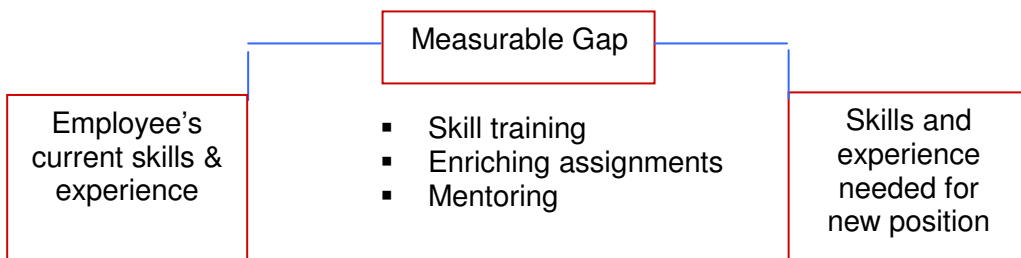 Measurable Gap
Employee’s
current skills &
experience
▪ Skill training
▪ Enriching assignments
▪ Mentoring
Skills and
experience
needed for
new position